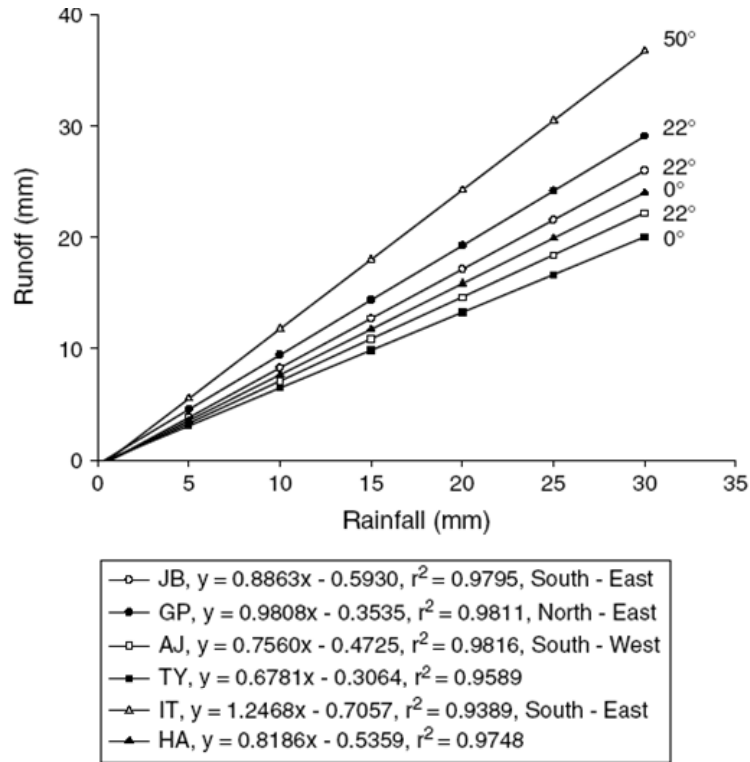 40
50°
30
22°
22°
0°
20
22°
0°
Runoff (mm)
10
0
0 5 10 15 20 25 30 35
Rainfall (mm)
JB, y = 0.8863x - 0.5930, r² = 0.9795, South - East
GP, y = 0.9808x - 0.3535, r² = 0.9811, North - East
AJ, y = 0.7560x - 0.4725, r² = 0.9816, South - West
TY, y = 0.6781x - 0.3064, r² = 0.9589
IT, y = 1.2468x - 0.7057, r² = 0.9389, South - East
HA, y = 0.8186x - 0.5359, r² = 0.9748